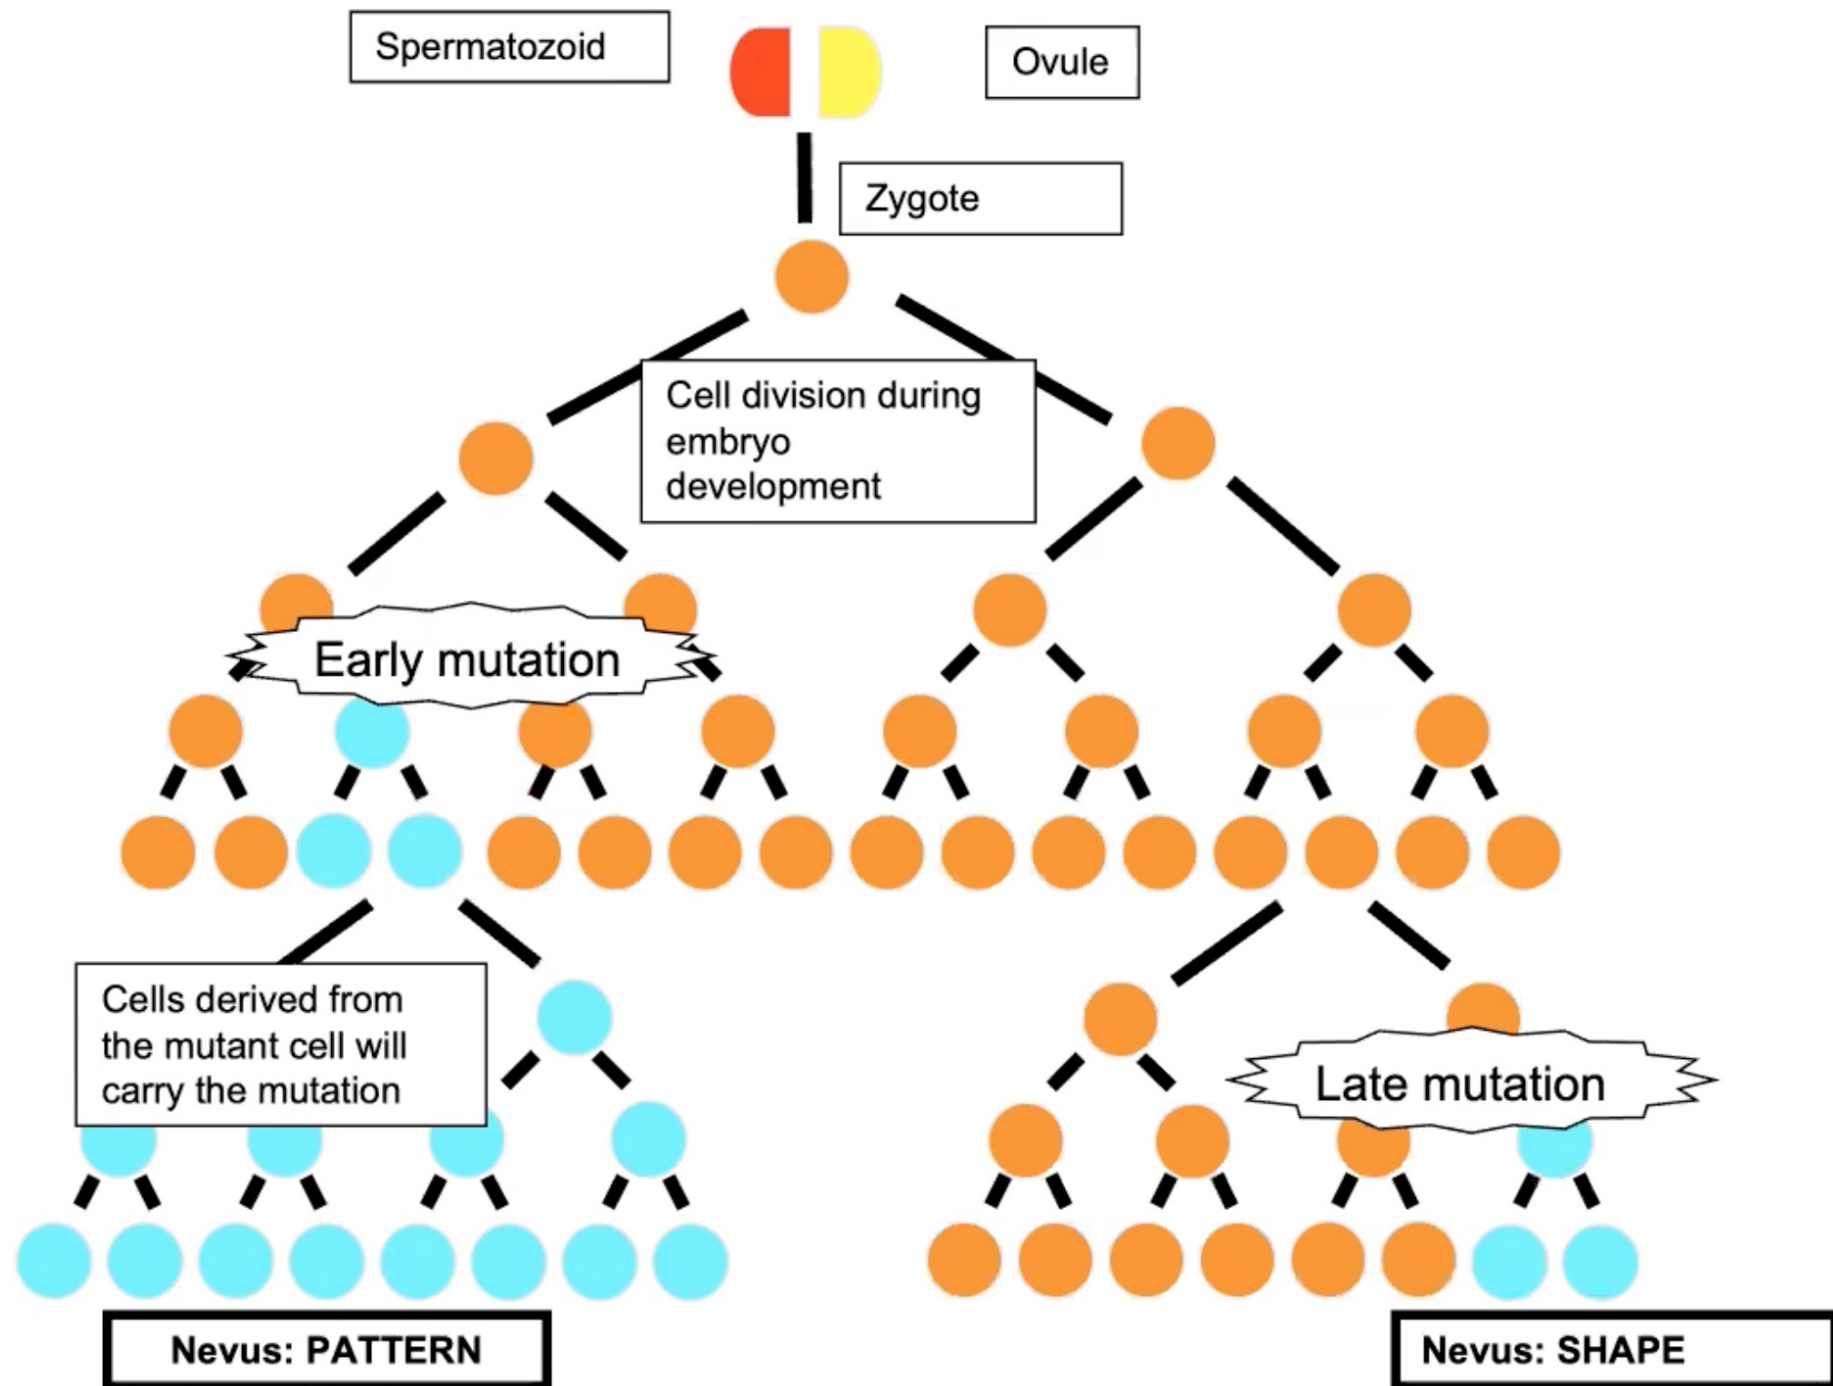 Spermatozoid
Ovule
Zygote
Cell division during
embryo
development
Early mutation
Cells derived from
the mutant cell will
carry the mutation
Late mutation
Nevus: PATTERN
Nevus: SHAPE